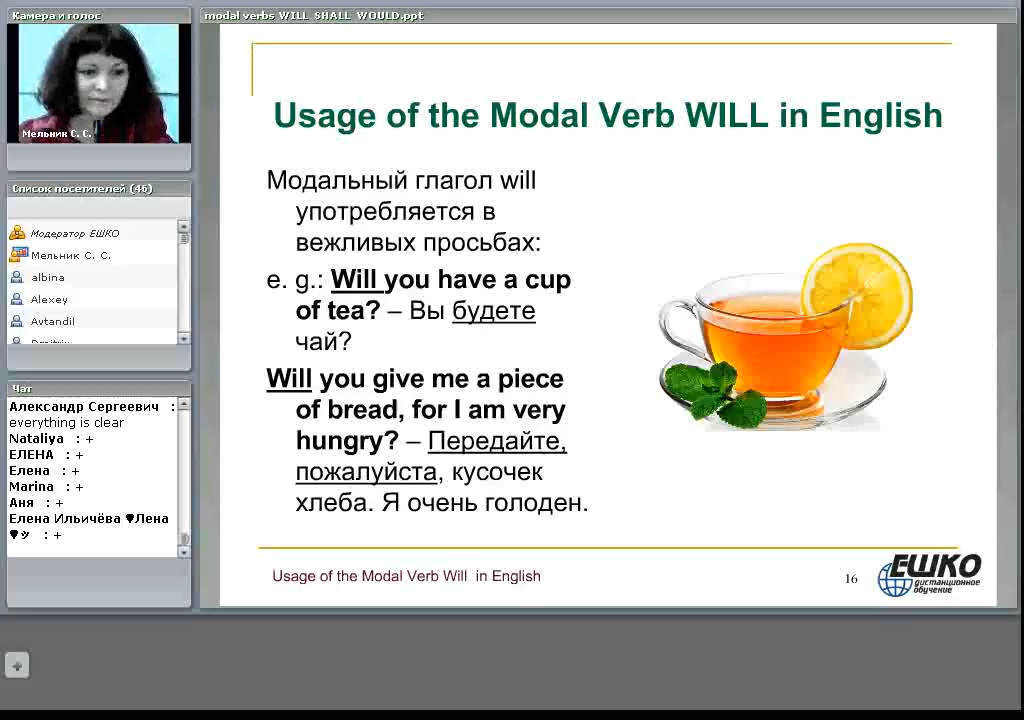 Камера и голос
modal verbs WILL SHALL WOULD.ppt
Мельник С. С.
Список посетителей (46)
Модератор ЕШКО
Мельник С. С.
albina
Alexey
Avtandil
Чат
Александр Сергеевич :
everything is clear
Nataliya : +
ЕЛЕНА : +
Елена : +
Marina : +
Аня : +
Елена Ильичёва ♥Лена
♥ツ : +
Usage of the Modal Verb WILL in English
Модальный глагол will
употребляется в
вежливых просьбах:
e. g.: Will you have a cup
of tea? – Вы будете
чай?
Will you give me a piece
of bread, for I am very
hungry? – Передайте,
пожалуйста, кусочек
хлеба. Я очень голоден.
Usage of the Modal Verb Will in English
16
ЕШКО
дистанционное
обучение